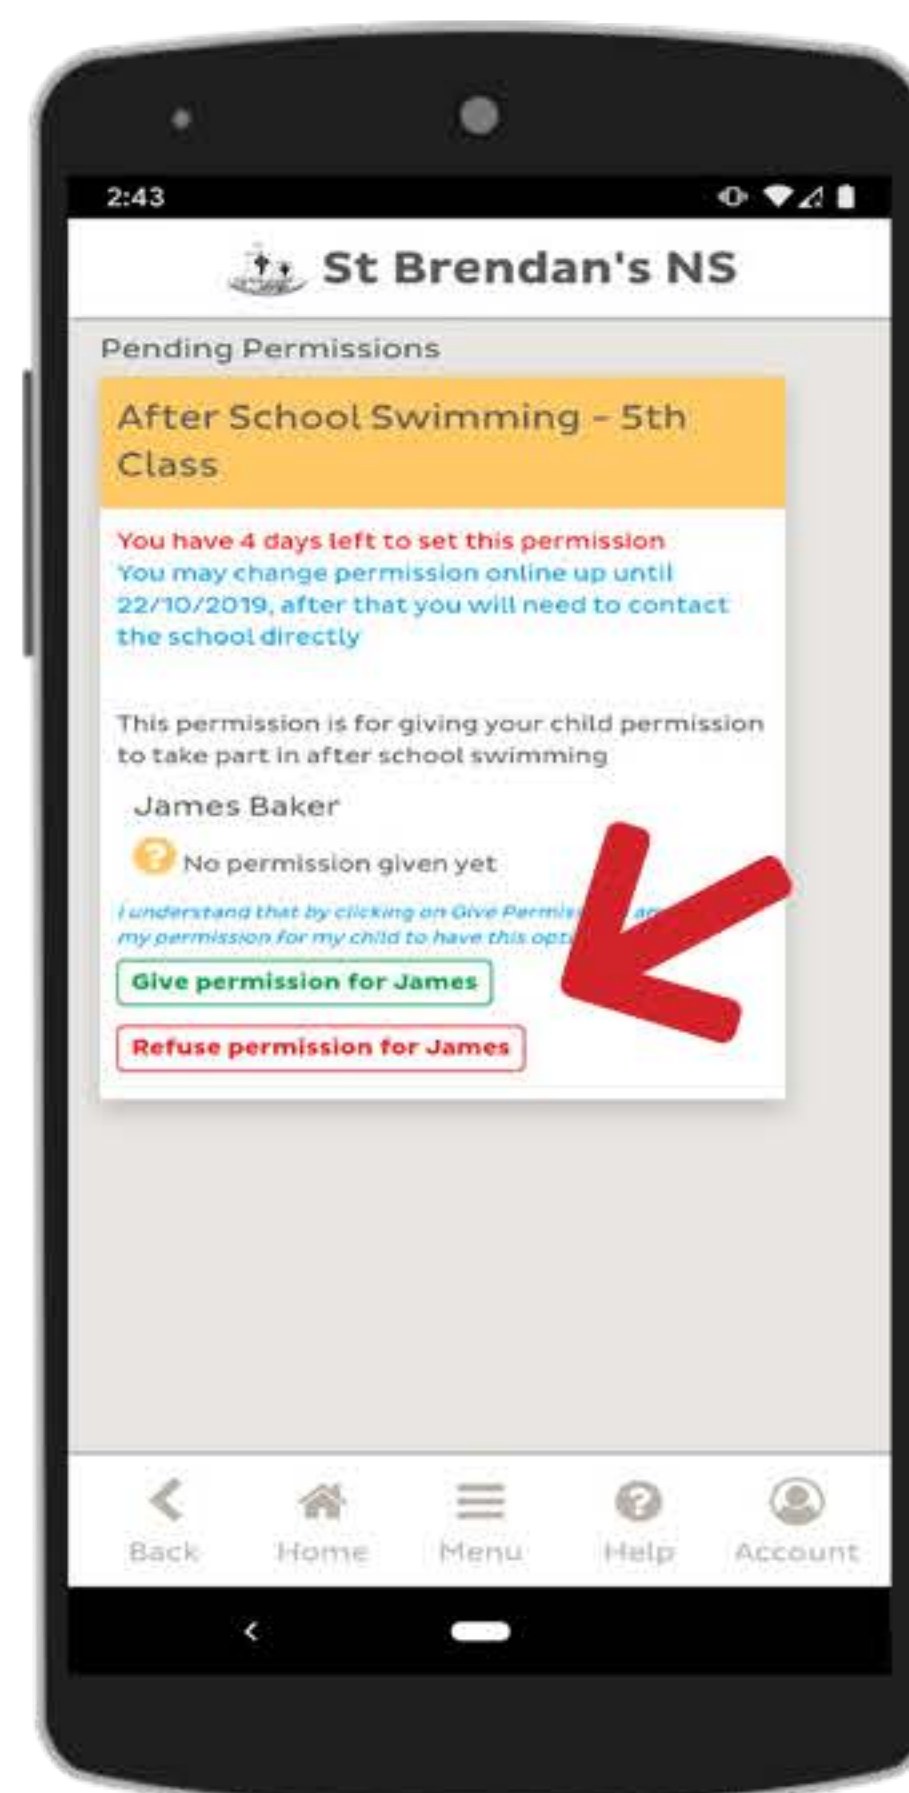 2:43
St Brendan's NS
Pending Permissions
After School Swimming - 5th
Class
You have 4 days left to set this permission
You may change permission online up until
22/10/2019, after that you will need to contact
the school directly
This permission is for giving your child permission
to take part in after school swimming
James Baker
? No permission given yet
I understand that by clicking on Give
my permission for my child to have this
Give permission for James
Refuse permission for James
Back Home Menu Help Account